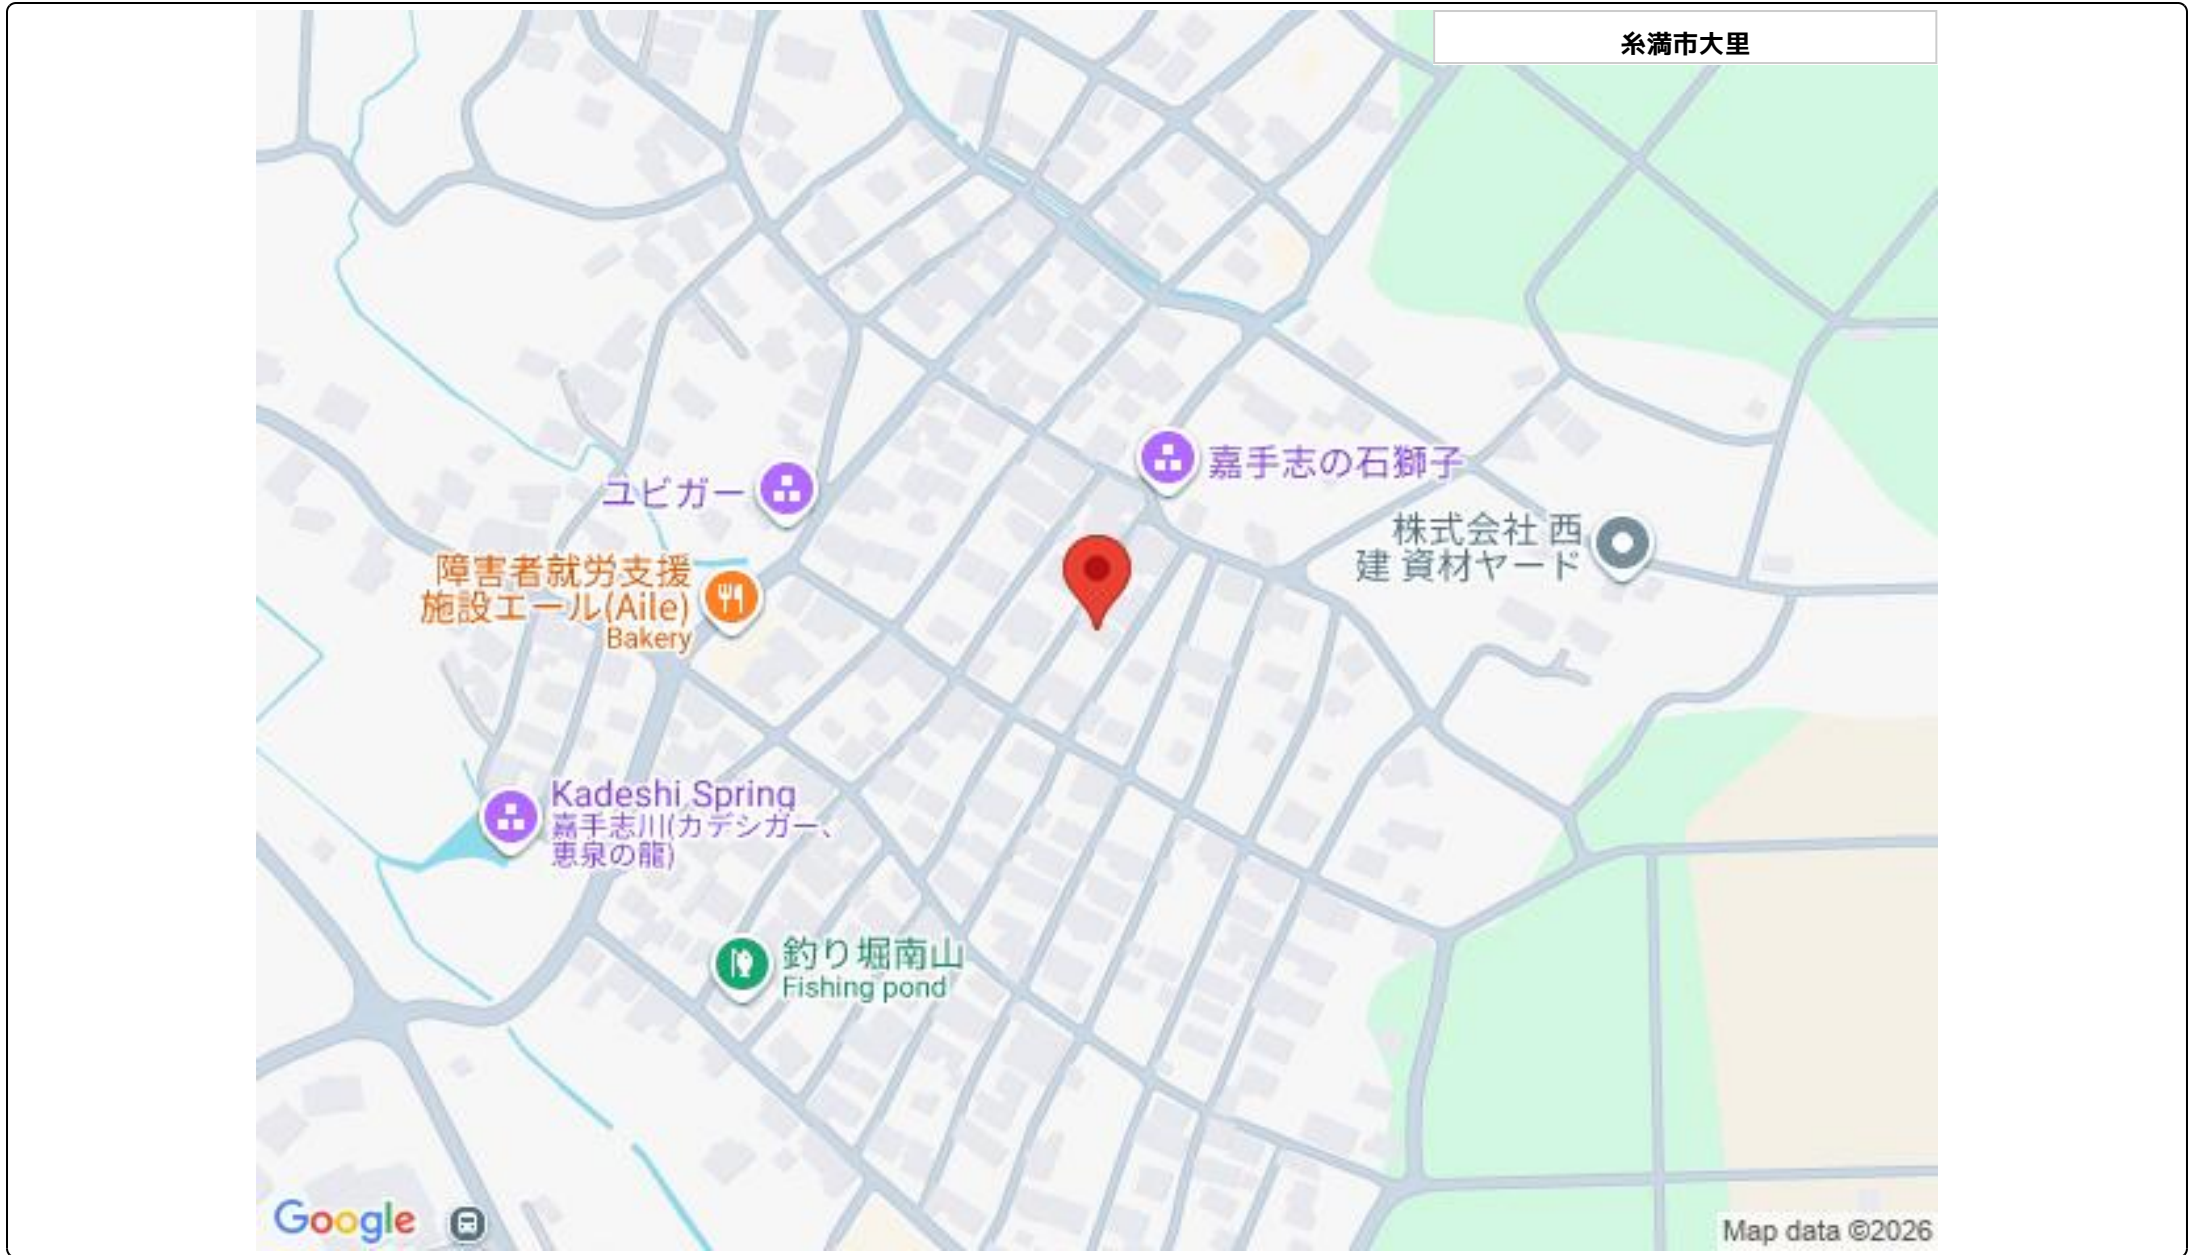 糸満市大里
嘉手志の石獅子
ユビガー
株式会社 西
建 資材ヤード
障害者就労支援
施設エール(Aile)
Bakery
Kadeshi Spring
嘉手志川(カデシガー、
恵泉の龍)
釣り堀南山
Fishing pond
Google
Map data ©2026